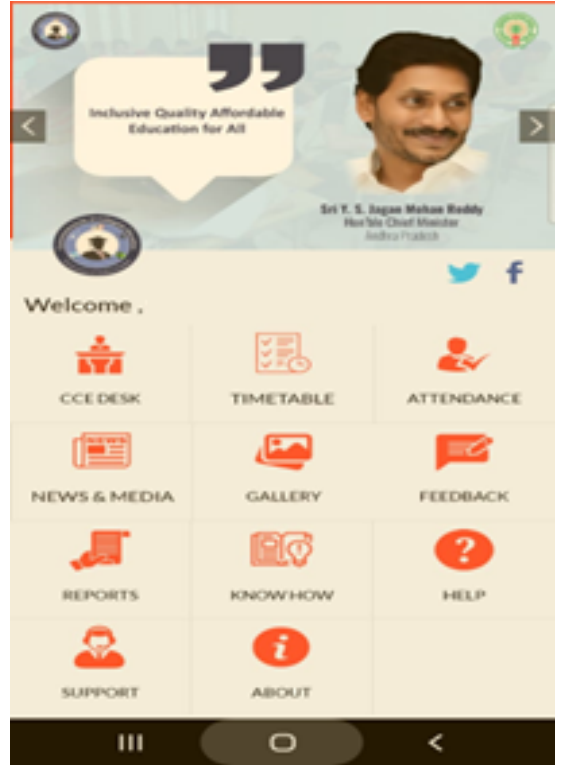 Inclusive Quality Affordable
Education for All
Sri Y. S. Jagan Mohan Reddy
Hon'ble Chief Minister
Andhra Pradesh
Welcome ,
CCE DESK
TIMETABLE
ATTENDANCE
NEWS
NEWS & MEDIA
GALLERY
FEEDBACK
REPORTS
KNOW HOW
HELP
SUPPORT
ABOUT